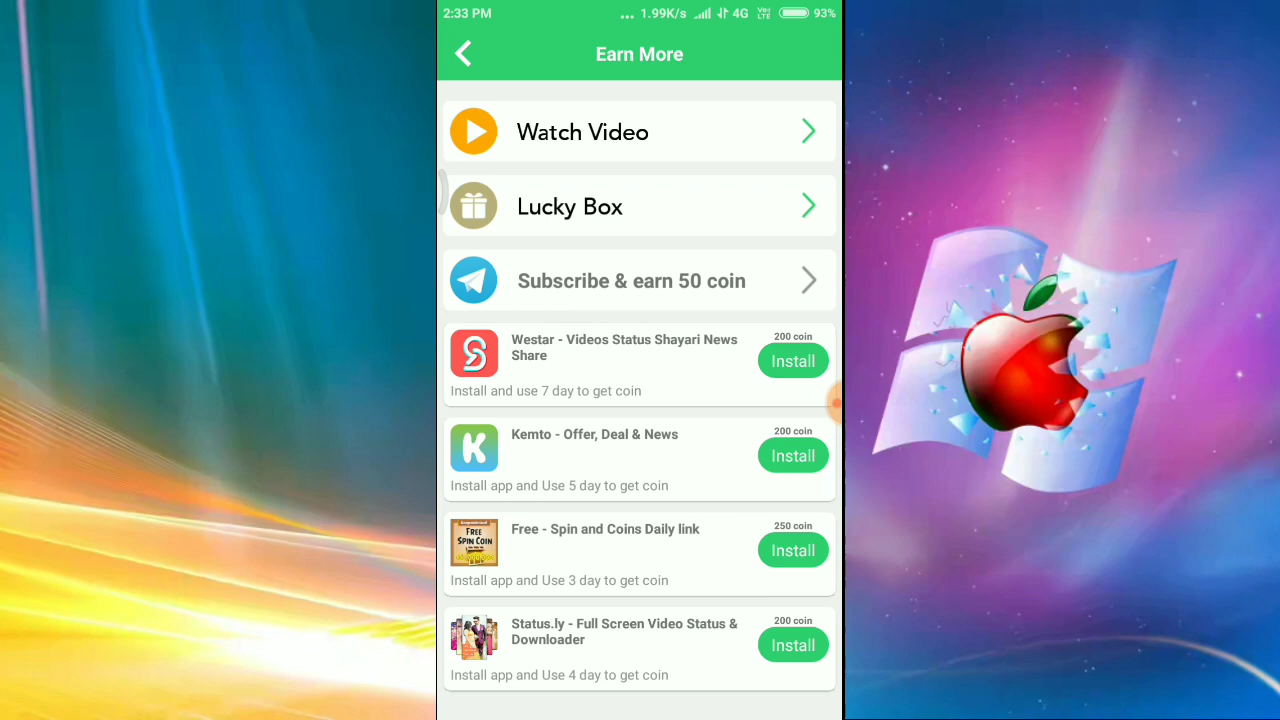 2:33 PM ... 1.99K/s 4G VoLTE 93%
Earn More
Watch Video
Lucky Box
Subscribe & earn 50 coin
Westar - Videos Status Shayari News
Share
200 coin
Install
Install and use 7 day to get coin
Kemto - Offer, Deal & News
200 coin
Install
Install app and Use 5 day to get coin
FREE
SPIN COIN
Free - Spin and Coins Daily link
250 coin
Install
Install app and Use 3 day to get coin
Status.ly - Full Screen Video Status &
Downloader
200 coin
Install
Install app and Use 4 day to get coin